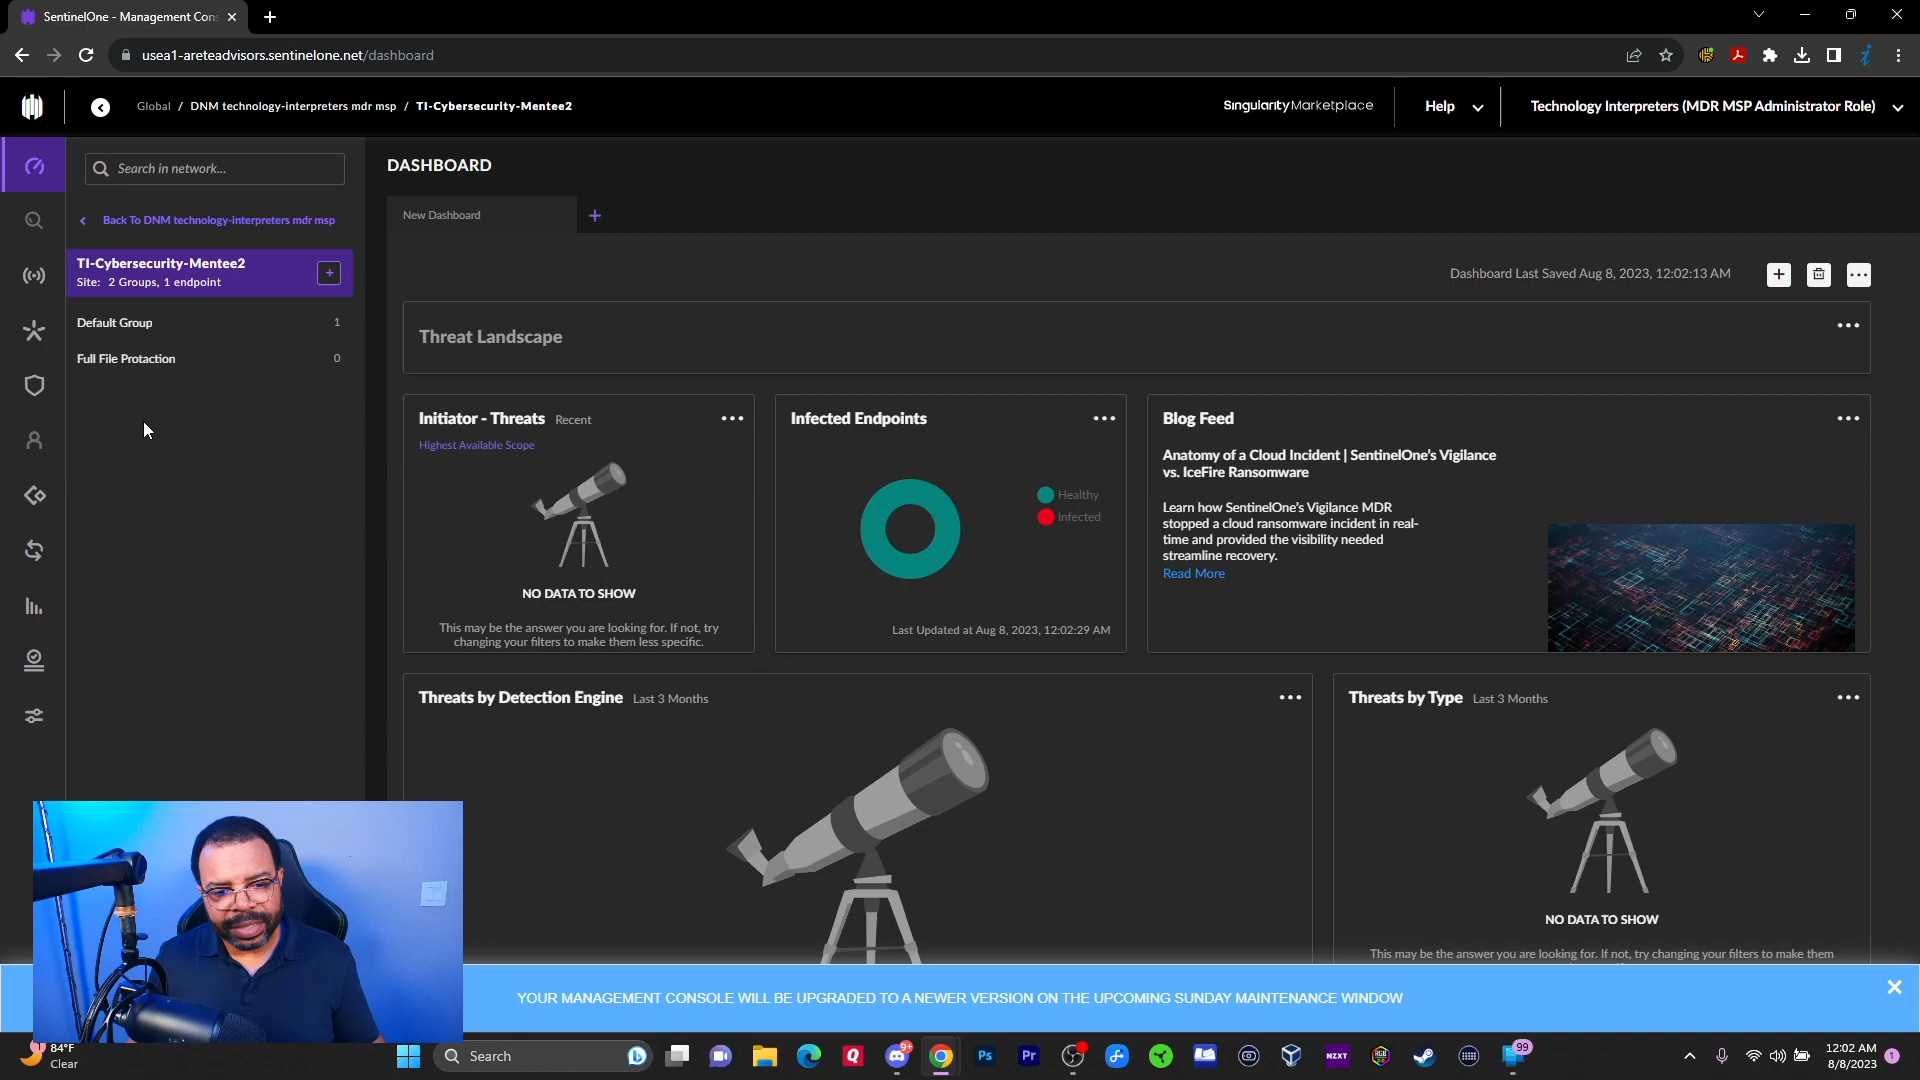 SentinelOne - Management Con
usea1-areteadvisors.sentinelone.net/dashboard
Global / DNM technology-interpreters mdr msp / TI-Cybersecurity-Mentee2
Singularity Marketplace
Help
Technology Interpreters (MDR MSP Administrator Role)
Search in network...
Back To DNM technology-interpreters mdr msp
TI-Cybersecurity-Mentee2
Site: 2 Groups, 1 endpoint
Default Group 1
Full File Protaction 0
DASHBOARD
New Dashboard
Dashboard Last Saved Aug 8, 2023, 12:02:13 AM
Threat Landscape
Initiator - Threats Recent
Highest Available Scope
NO DATA TO SHOW
This may be the answer you are looking for. If not, try
changing your filters to make them less specific.
Infected Endpoints
Healthy
Infected
Last Updated at Aug 8, 2023, 12:02:29 AM
Blog Feed
Anatomy of a Cloud Incident | SentinelOne's Vigilance
vs. IceFire Ransomware
Learn how SentinelOne's Vigilance MDR
stopped a cloud ransomware incident in real-
time and provided the visibility needed
streamline recovery.
Read More
Threats by Detection Engine Last 3 Months
Threats by Type Last 3 Months
NO DATA TO SHOW
This may be the answer you are looking for. If not, try changing your filters to make them
YOUR MANAGEMENT CONSOLE WILL BE UPGRADED TO A NEWER VERSION ON THE UPCOMING SUNDAY MAINTENANCE WINDOW
84°F
Clear
Search
9+
Ps
Pr
NZXT
99
12:02 AM
8/8/2023
1